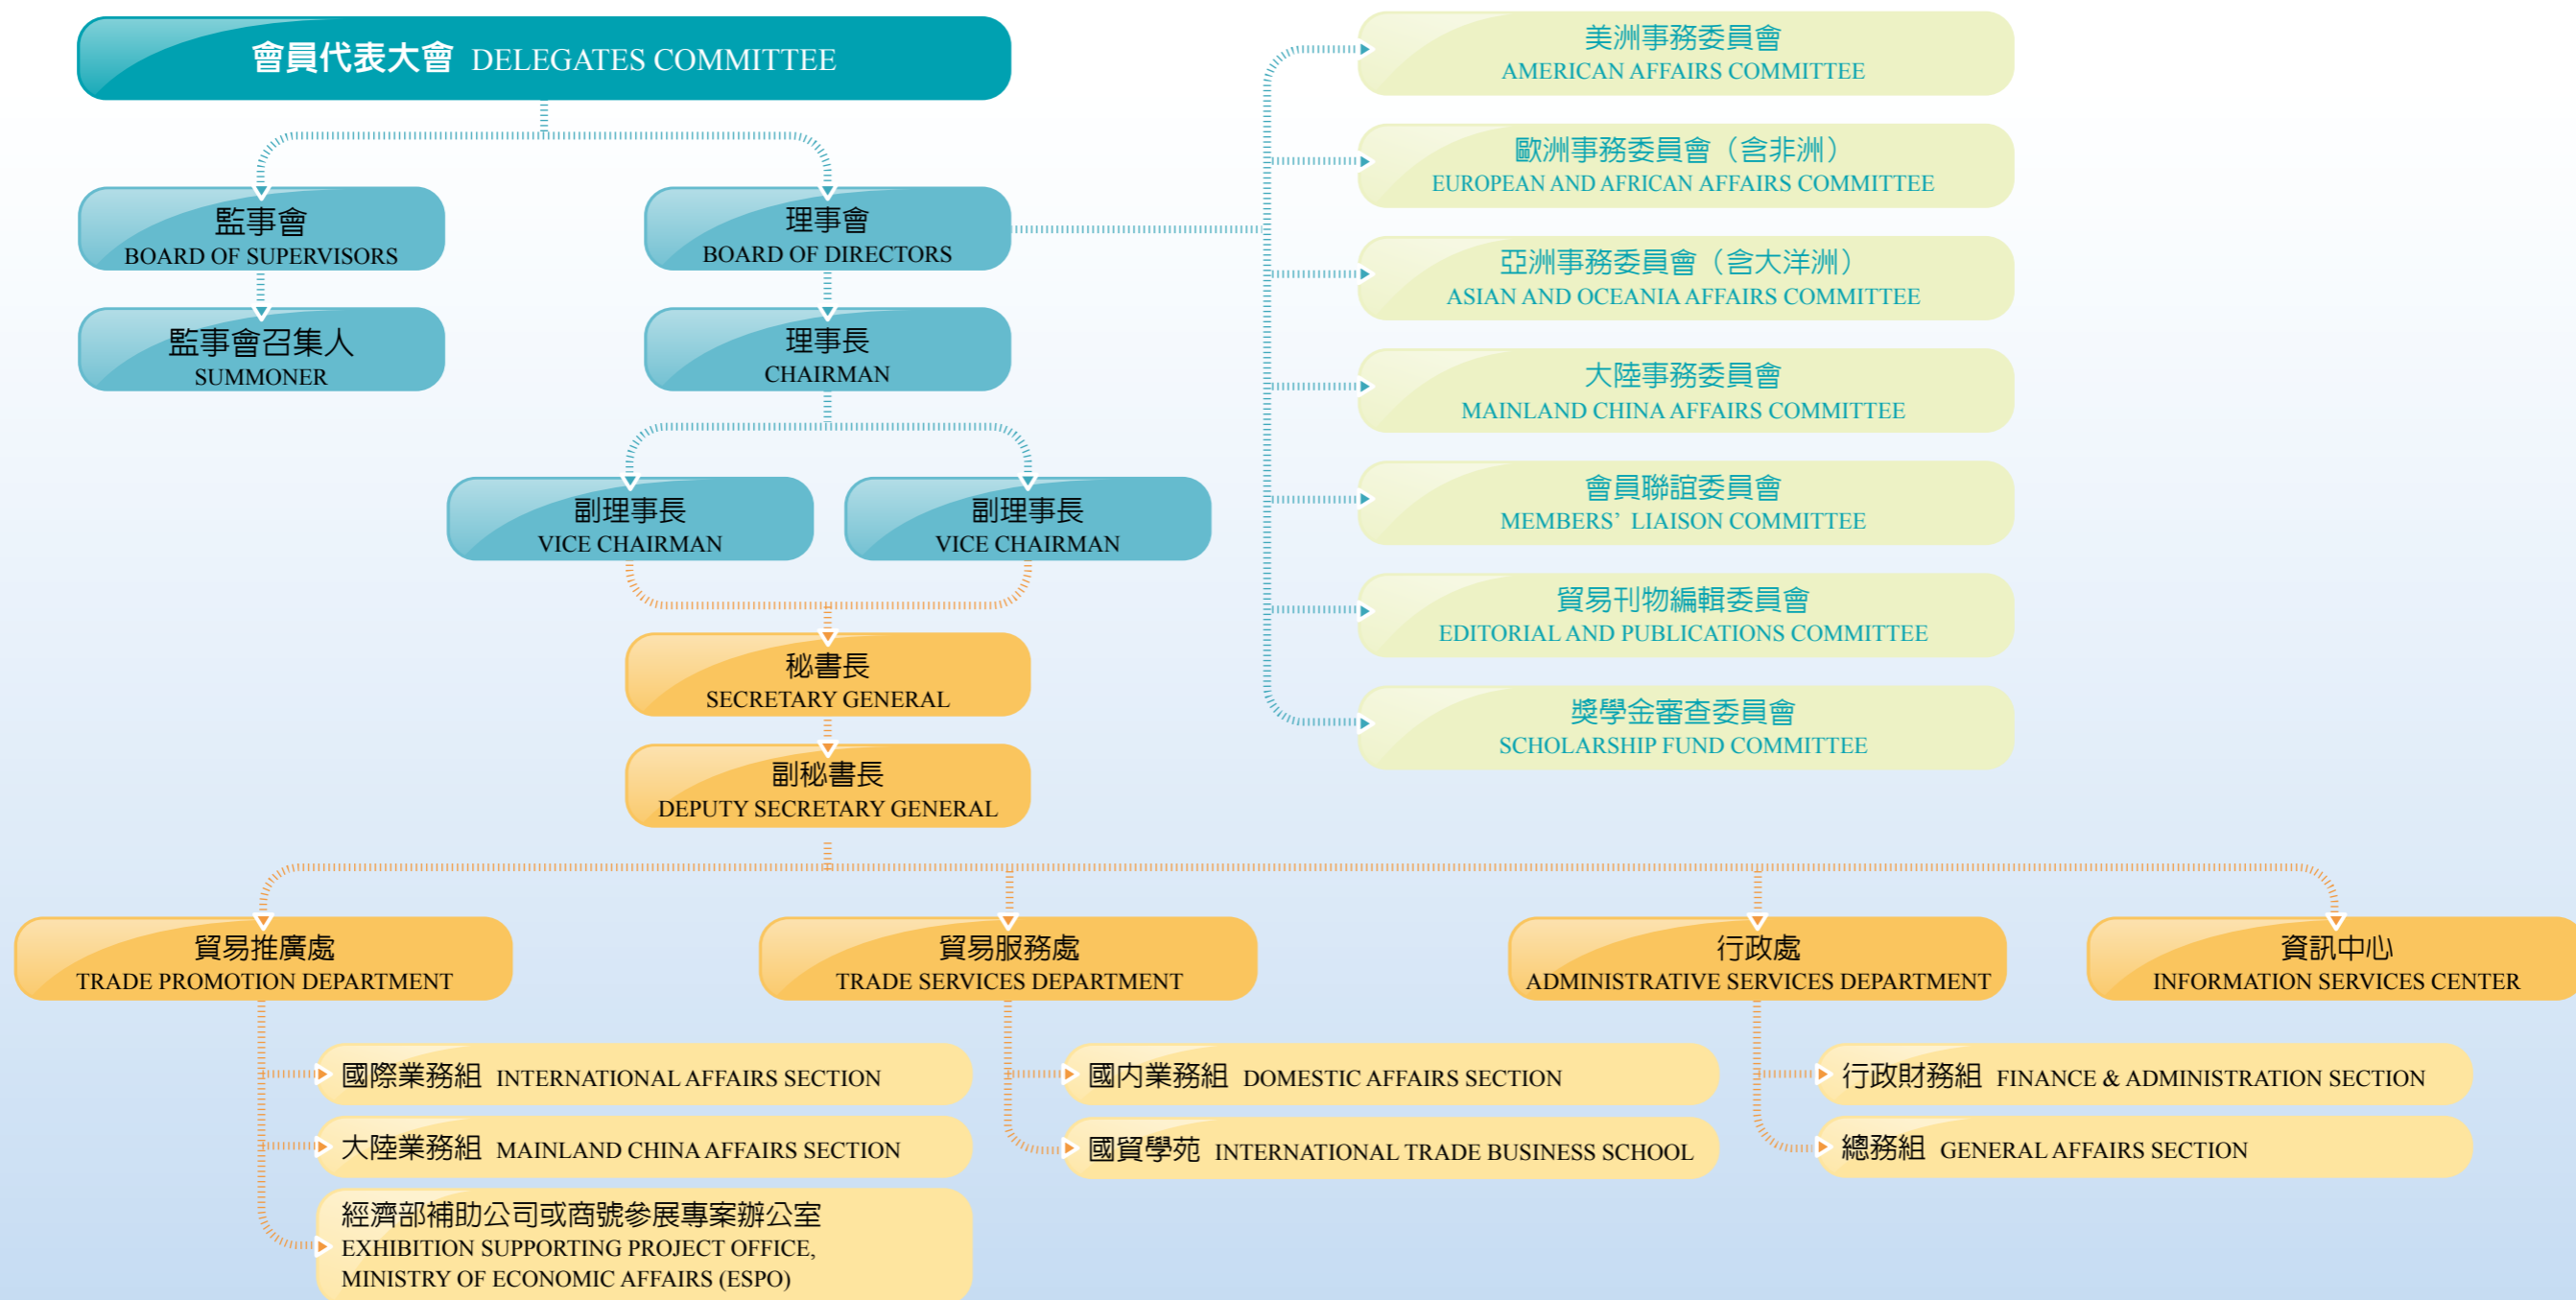 會員代表大會 DELEGATES COMMITTEE
監事會
BOARD OF SUPERVISORS
監事會召集人
SUMMONER
理事會
BOARD OF DIRECTORS
理事長
CHAIRMAN
副理事長
VICE CHAIRMAN
副理事長
VICE CHAIRMAN
秘書長
SECRETARY GENERAL
副秘書長
DEPUTY SECRETARY GENERAL
美洲事務委員會
AMERICAN AFFAIRS COMMITTEE
歐洲事務委員會（含非洲）
EUROPEAN AND AFRICAN AFFAIRS COMMITTEE
亞洲事務委員會（含大洋洲）
ASIAN AND OCEANIA AFFAIRS COMMITTEE
大陸事務委員會
MAINLAND CHINA AFFAIRS COMMITTEE
會員聯誼委員會
MEMBERS’ LIAISON COMMITTEE
貿易刊物編輯委員會
EDITORIAL AND PUBLICATIONS COMMITTEE
獎學金審查委員會
SCHOLARSHIP FUND COMMITTEE
貿易推廣處
TRADE PROMOTION DEPARTMENT
國際業務組 INTERNATIONAL AFFAIRS SECTION
大陸業務組 MAINLAND CHINA AFFAIRS SECTION
經濟部補助公司或商號參展專案辦公室
EXHIBITION SUPPORTING PROJECT OFFICE,
MINISTRY OF ECONOMIC AFFAIRS (ESPO)
貿易服務處
TRADE SERVICES DEPARTMENT
國內業務組 DOMESTIC AFFAIRS SECTION
國貿學苑 INTERNATIONAL TRADE BUSINESS SCHOOL
行政處
ADMINISTRATIVE SERVICES DEPARTMENT
行政財務組 FINANCE & ADMINISTRATION SECTION
總務組 GENERAL AFFAIRS SECTION
資訊中心
INFORMATION SERVICES CENTER